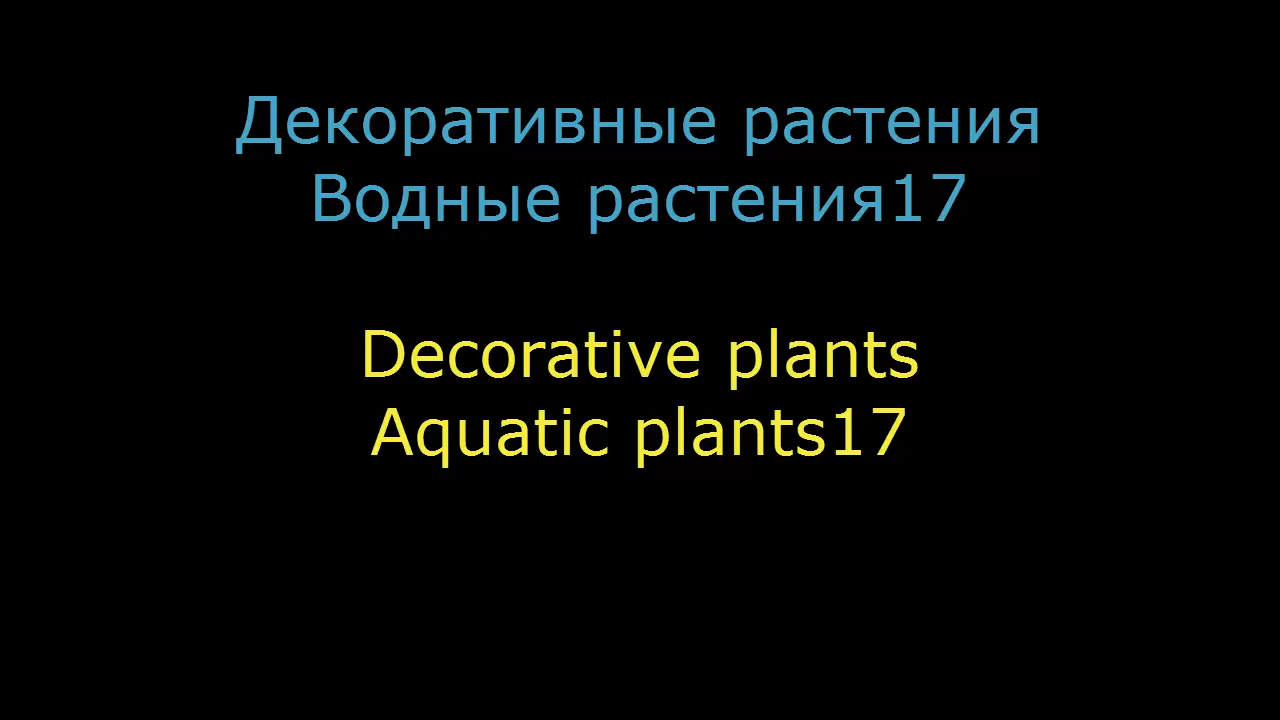 Декоративные растения
Водные растения17
Decorative plants
Aquatic plants17